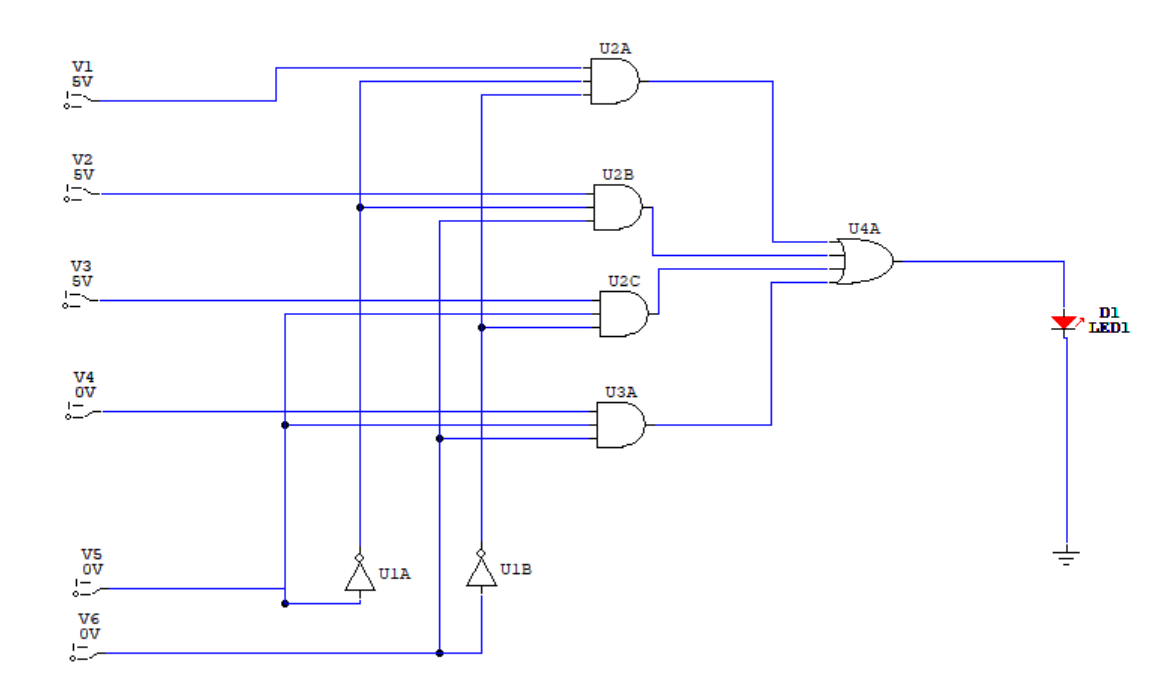 U2A
V1
5V
V2
5V
U2B
U4A
V3
5V
U2C
D1
LED1
V4
0V
U3A
V5
0V
U1A
U1B
V6
0V